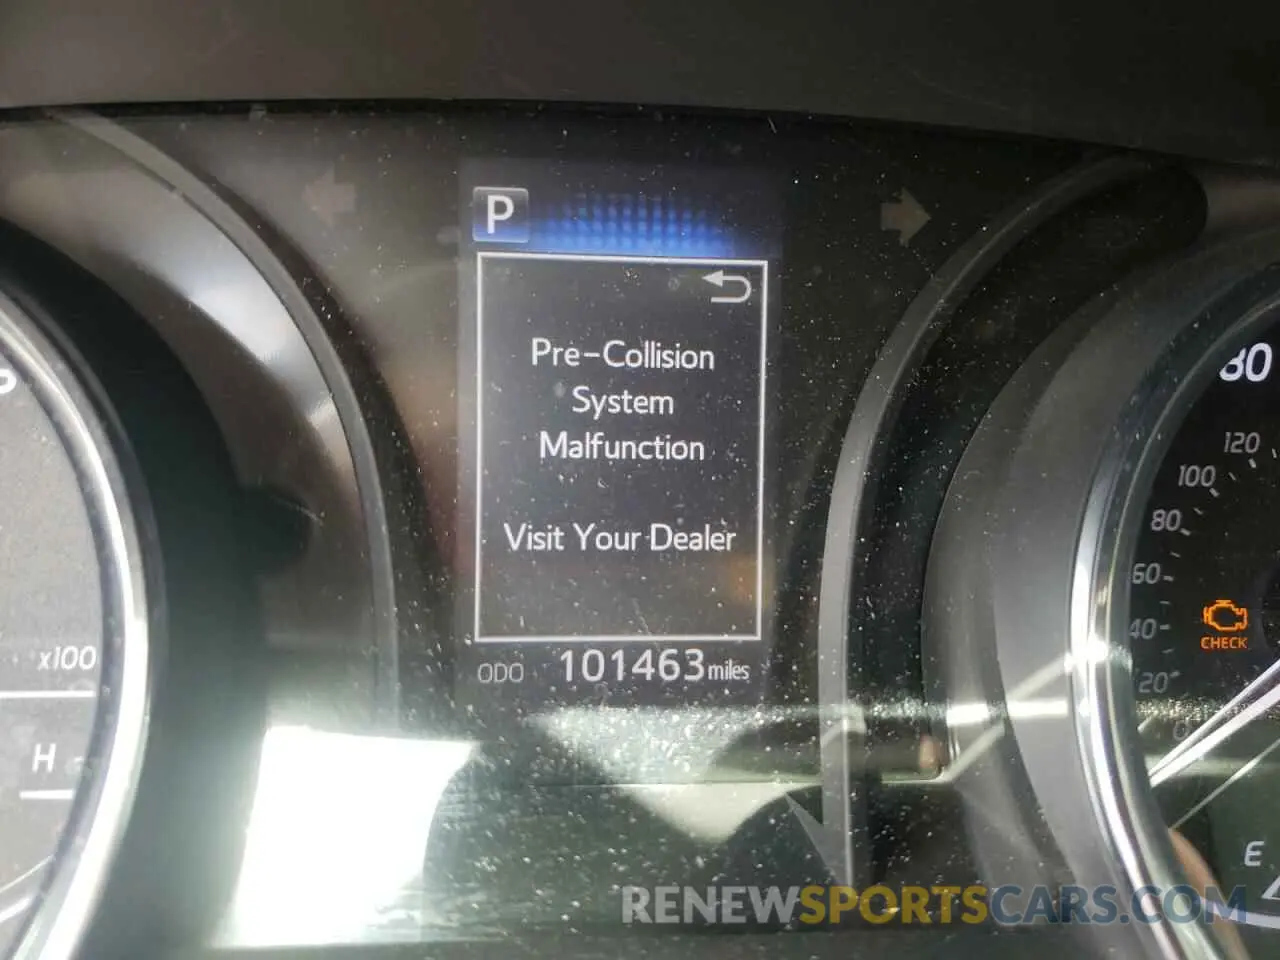 P
Pre-Collision
System
Malfunction
Visit Your Dealer
ODO 101463 miles
x100
H
80
120
100
80
60
40
20
0
CHECK
E
RENEWSPORTSCARS.COM